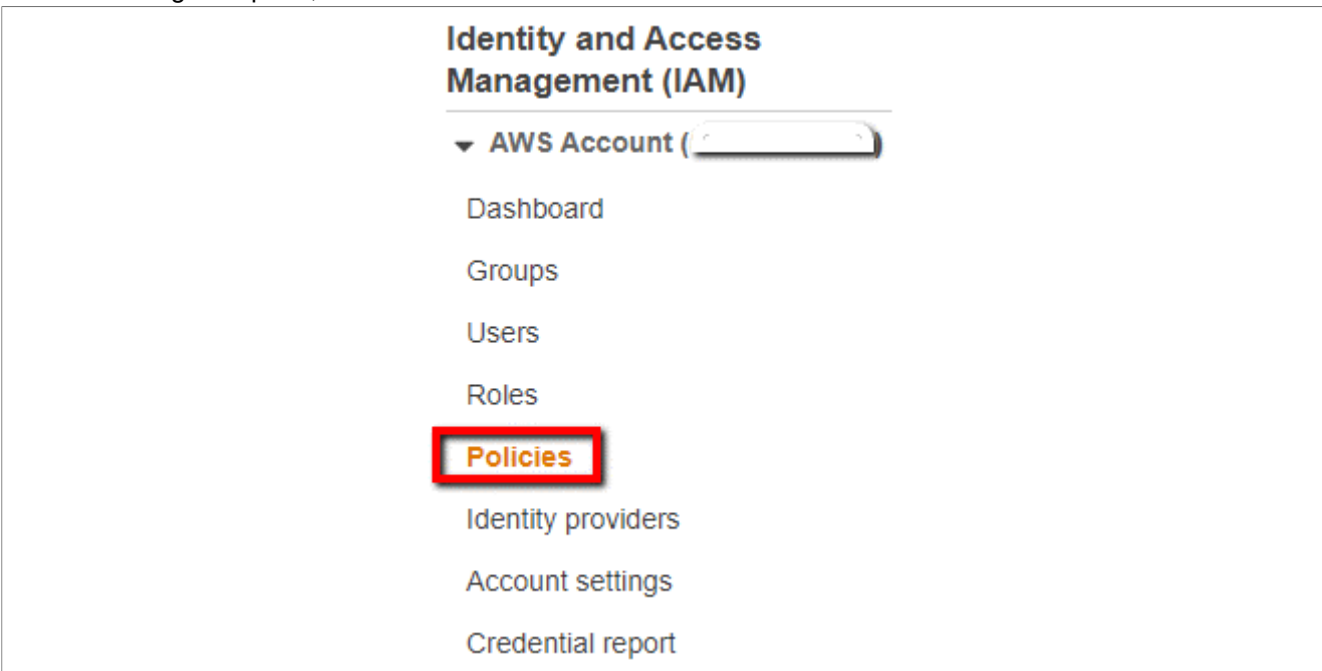 Identity and Access
Management (IAM)
AWS Account ( )
Dashboard
Groups
Users
Roles
Policies
Identity providers
Account settings
Credential report